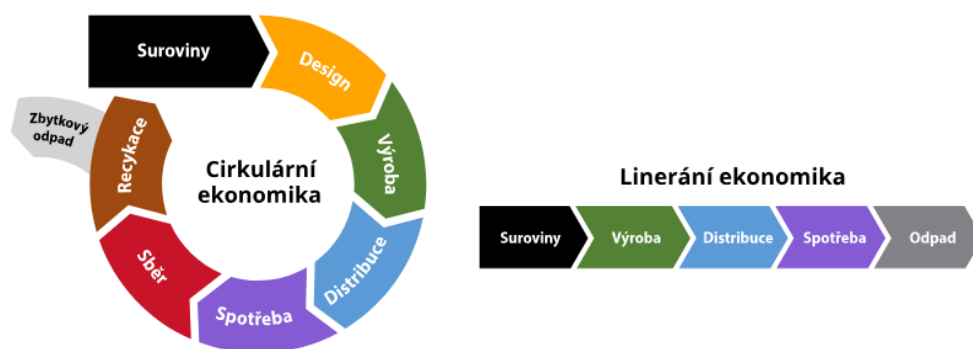 Suroviny
Design
Výroba
Distribuce
Spotřeba
Sběr
Recykace
Zbytkový
odpad
Cirkulární
ekonomika
Linerání ekonomika
Suroviny
Výroba
Distribuce
Spotřeba
Odpad